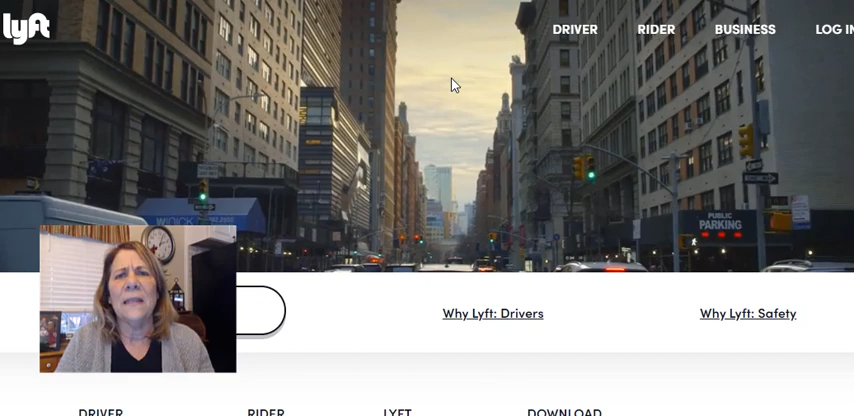 lyft
DRIVER
RIDER
BUSINESS
LOG IN
PUBLIC
PARKING
Why Lyft: Drivers
Why Lyft: Safety
DRIVER
RIDER
LYFT
DOWNLOAD